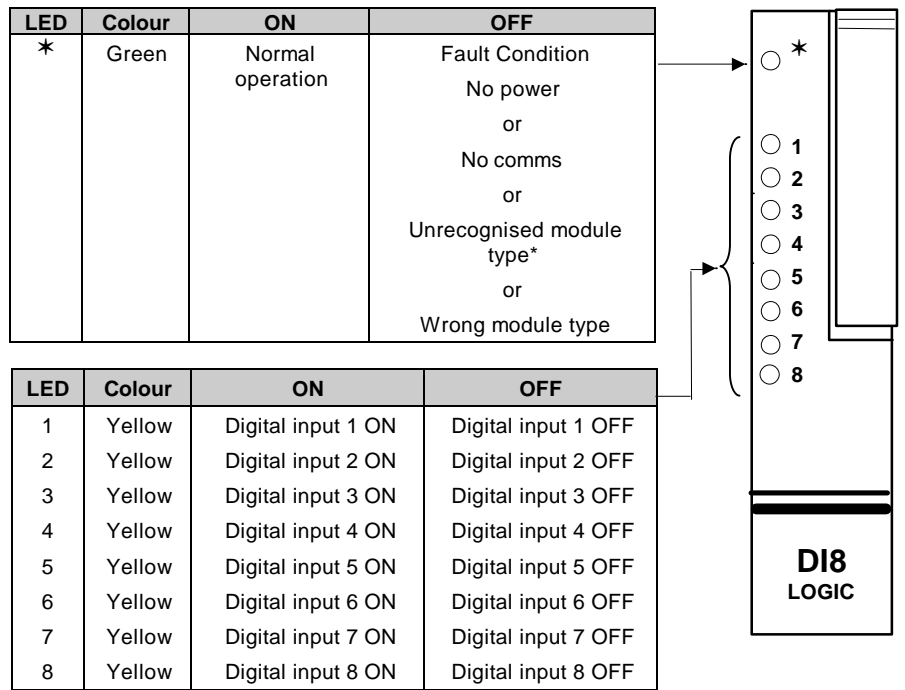 LED Colour ON OFF
✶ Green Normal operation Fault Condition
No power
or
No comms
or
Unrecognised module type*
or
Wrong module type
LED Colour ON OFF
1 Yellow Digital input 1 ON Digital input 1 OFF
2 Yellow Digital input 2 ON Digital input 2 OFF
3 Yellow Digital input 3 ON Digital input 3 OFF
4 Yellow Digital input 4 ON Digital input 4 OFF
5 Yellow Digital input 5 ON Digital input 5 OFF
6 Yellow Digital input 6 ON Digital input 6 OFF
7 Yellow Digital input 7 ON Digital input 7 OFF
8 Yellow Digital input 8 ON Digital input 8 OFF
✶
1
2
3
4
5
6
7
8
DI8
LOGIC